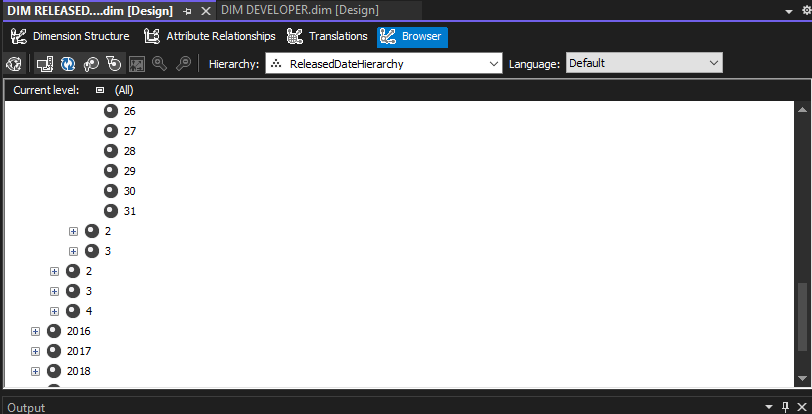 DIM RELEASED....dim [Design] DIM DEVELOPER.dim [Design]
Dimension Structure Attribute Relationships Translations Browser
Hierarchy: ReleasedDateHierarchy Language: Default
Current level: (All)
26
27
28
29
30
31
2
3
2
3
4
2016
2017
2018
Output